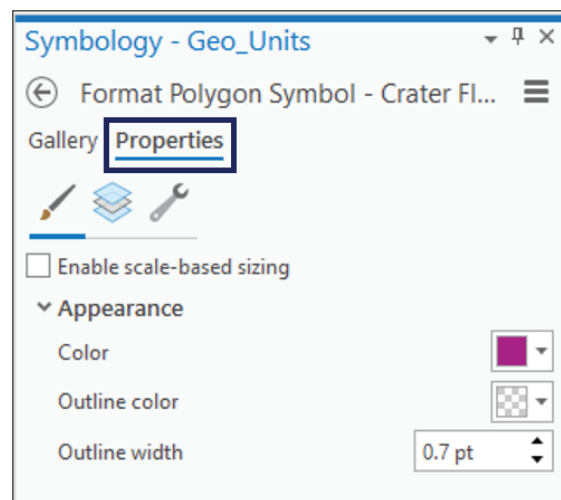 Symbology - Geo_Units
Format Polygon Symbol - Crater Fl...
Gallery Properties
Enable scale-based sizing
Appearance
Color
Outline color
Outline width 0.7 pt